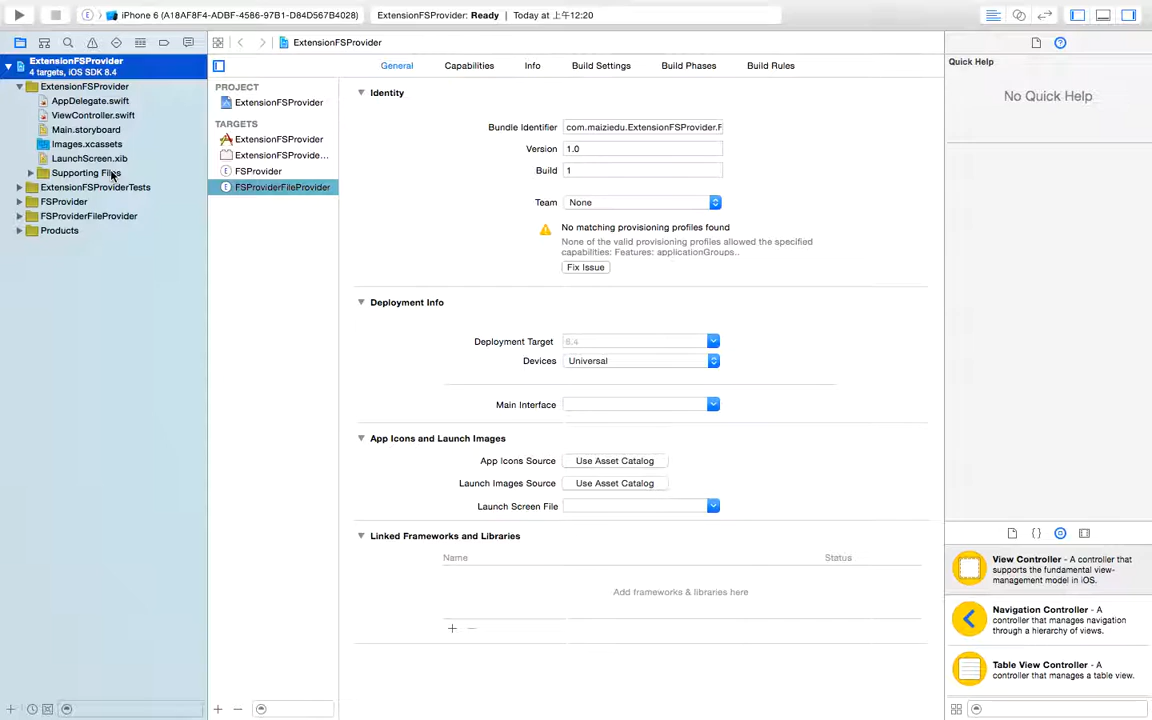 iPhone 6 (A18AF8F4-ADBF-4586-97B1-D84D567B4028)
ExtensionFSProvider: Ready | Today at 上午12:20
ExtensionFSProvider
4 targets, iOS SDK 8.4
ExtensionFSProvider
AppDelegate.swift
ViewController.swift
Main.storyboard
Images.xcassets
LaunchScreen.xib
Supporting Files
ExtensionFSProviderTests
FSProvider
FSProviderFileProvider
Products
ExtensionFSProvider
General
Capabilities
Info
Build Settings
Build Phases
Build Rules
PROJECT
ExtensionFSProvider
TARGETS
ExtensionFSProvider
ExtensionFSProvide...
FSProvider
FSProviderFileProvider
Identity
Bundle Identifier
com.maiziedu.ExtensionFSProvider.F
Version
1.0
Build
1
Team
None
No matching provisioning profiles found
None of the valid provisioning profiles allowed the specified
capabilities: Features: applicationGroups..
Fix Issue
Deployment Info
Deployment Target
8.4
Devices
Universal
Main Interface
App Icons and Launch Images
App Icons Source
Use Asset Catalog
Launch Images Source
Use Asset Catalog
Launch Screen File
Linked Frameworks and Libraries
Name
Status
Add frameworks & libraries here
Quick Help
No Quick Help
View Controller - A controller that
supports the fundamental view-
management model in iOS.
Navigation Controller - A
controller that manages navigation
through a hierarchy of views.
Table View Controller - A
controller that manages a table view.